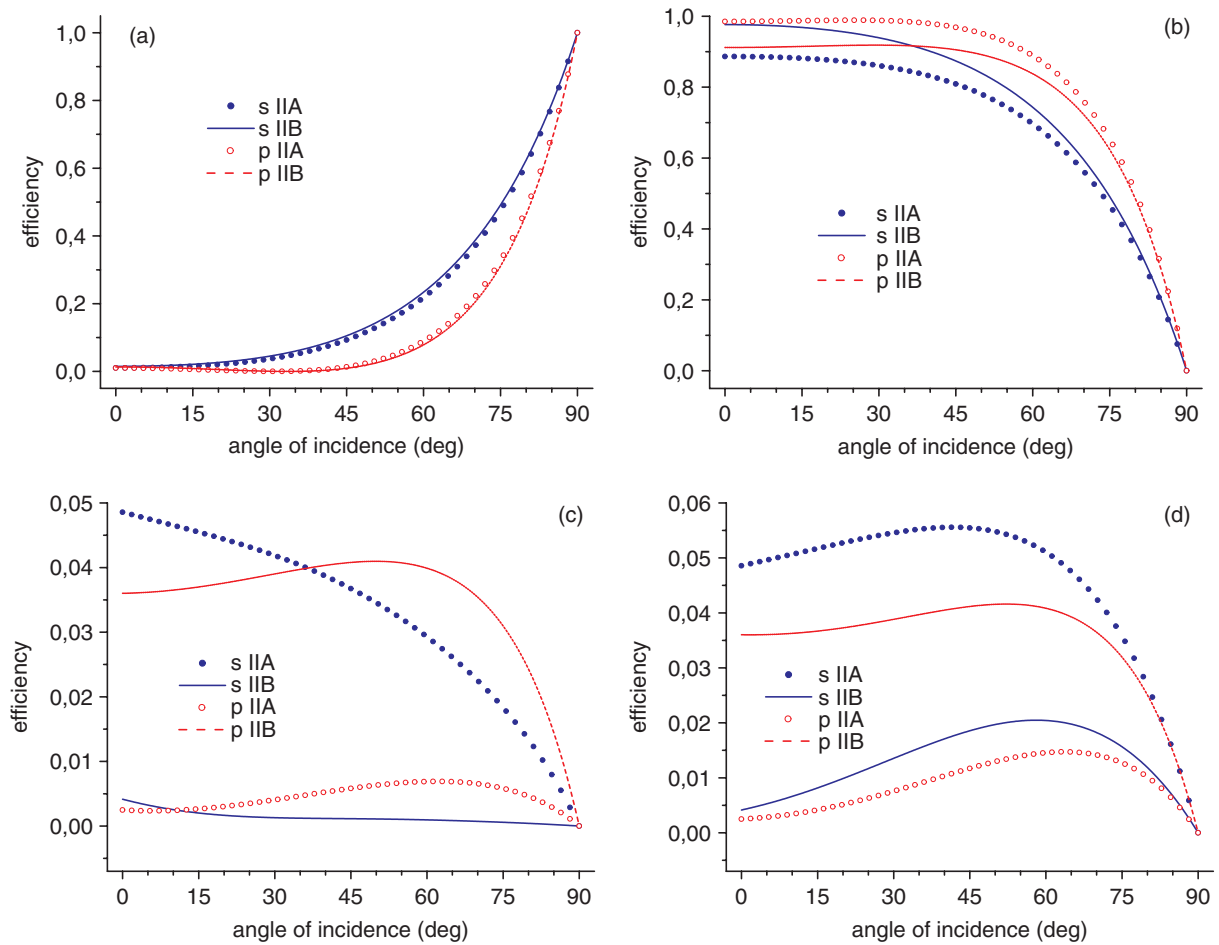 (a)
1,0
0,8
0,6
0,4
0,2
0,0
efficiency
s IIA
s IIB
p IIA
p IIB
0 15 30 45 60 75 90
angle of incidence (deg)
(b)
1,0
0,8
0,6
0,4
0,2
0,0
efficiency
s IIA
s IIB
p IIA
p IIB
0 15 30 45 60 75 90
angle of incidence (deg)
(c)
0,05
0,04
0,03
0,02
0,01
0,00
efficiency
s IIA
s IIB
p IIA
p IIB
0 15 30 45 60 75 90
angle of incidence (deg)
(d)
0,06
0,05
0,04
0,03
0,02
0,01
0,00
efficiency
s IIA
s IIB
p IIA
p IIB
0 15 30 45 60 75 90
angle of incidence (deg)